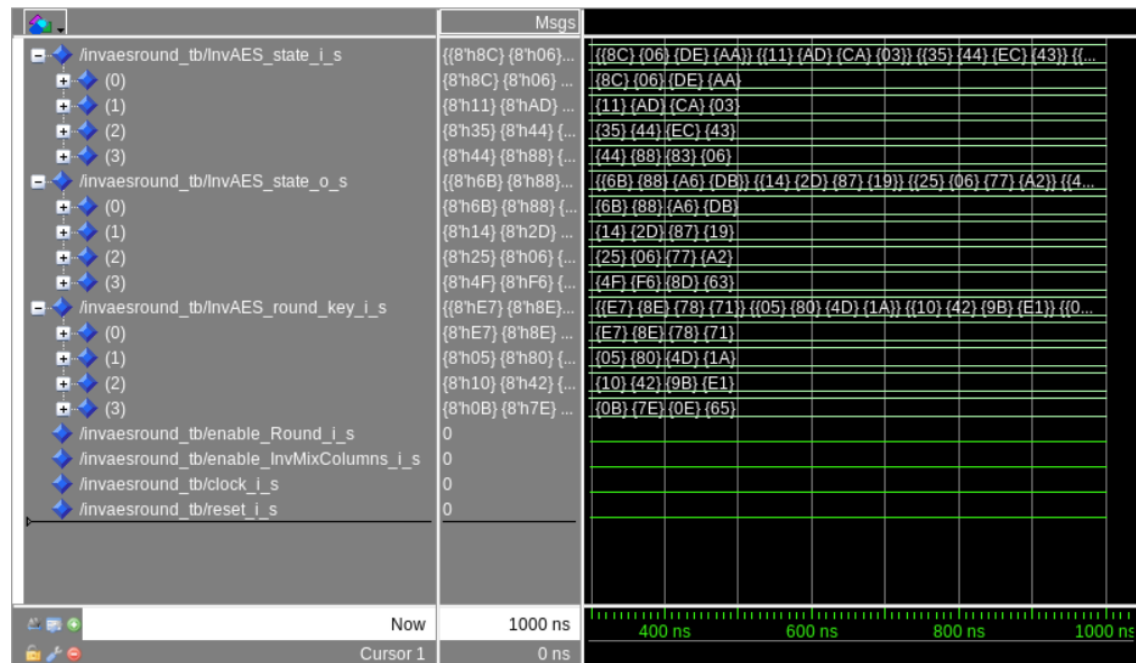 Msgs
/invaesround_tb/InvAES_state_i_s {{8'h8C} {8'h06}... {{8C} {06} {DE} {AA}} {{11} {AD} {CA} {03}} {{35} {44} {EC} {43}} {{...
(0) {8'h8C} {8'h06} ... {8C} {06} {DE} {AA}
(1) {8'h11} {8'hAD} ... {11} {AD} {CA} {03}
(2) {8'h35} {8'h44} {... {35} {44} {EC} {43}
(3) {8'h44} {8'h88} {... {44} {88} {83} {06}
/invaesround_tb/InvAES_state_o_s {{8'h6B} {8'h88}... {{6B} {88} {A6} {DB}} {{14} {2D} {87} {19}} {{25} {06} {77} {A2}} {{4...
(0) {8'h6B} {8'h88} {... {6B} {88} {A6} {DB}
(1) {8'h14} {8'h2D} ... {14} {2D} {87} {19}
(2) {8'h25} {8'h06} {... {25} {06} {77} {A2}
(3) {8'h4F} {8'hF6} {... {4F} {F6} {8D} {63}
/invaesround_tb/InvAES_round_key_i_s {{8'hE7} {8'h8E}... {{E7} {8E} {78} {71}} {{05} {80} {4D} {1A}} {{10} {42} {9B} {E1}} {{0...
(0) {8'hE7} {8'h8E} ... {E7} {8E} {78} {71}
(1) {8'h05} {8'h80} {... {05} {80} {4D} {1A}
(2) {8'h10} {8'h42} {... {10} {42} {9B} {E1}
(3) {8'h0B} {8'h7E} ... {0B} {7E} {0E} {65}
/invaesround_tb/enable_Round_i_s 0
/invaesround_tb/enable_InvMixColumns_i_s 0
/invaesround_tb/clock_i_s 0
/invaesround_tb/reset_i_s 0
Now 1000 ns 400 ns 600 ns 800 ns 1000 ns
Cursor 1 0 ns